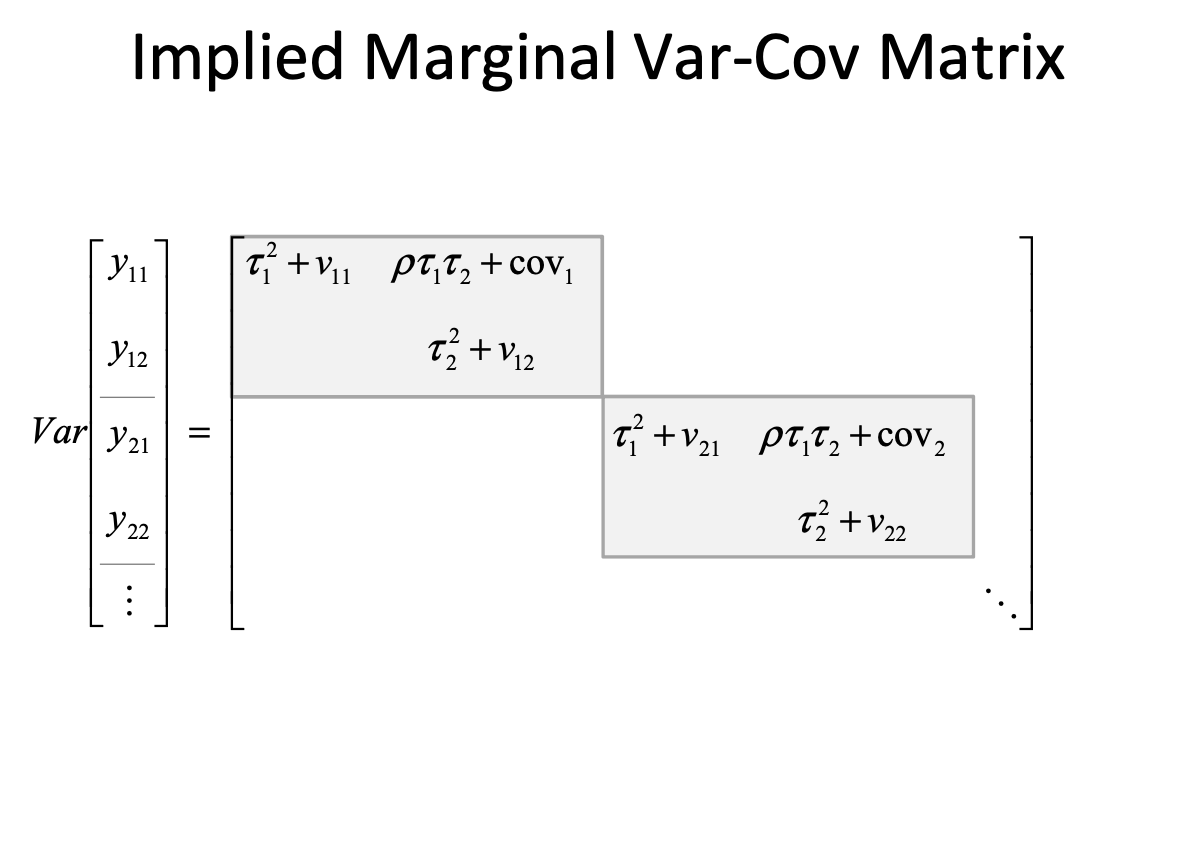 Implied Marginal Var-Cov Matrix
y₁₁ τ₁² + v₁₁ ρτ₁τ₂ + cov₁
y₁₂ τ₂² + v₁₂
Var y₂₁ = τ₁² + v₂₁ ρτ₁τ₂ + cov₂
y₂₂ τ₂² + v₂₂
⋮ ⋱